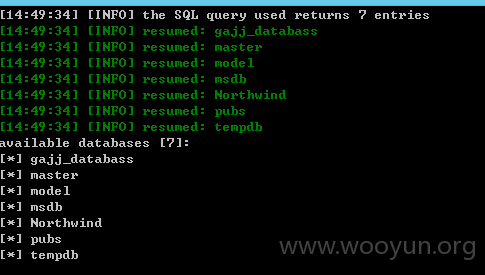 [14:49:34] [INFO] the SQL query used returns 7 entries
[14:49:34] [INFO] resumed: gajj_databass
[14:49:34] [INFO] resumed: master
[14:49:34] [INFO] resumed: model
[14:49:34] [INFO] resumed: msdb
[14:49:34] [INFO] resumed: Northwind
[14:49:34] [INFO] resumed: pubs
[14:49:34] [INFO] resumed: tempdb
available databases [7]:
[*] gajj_databass
[*] master
[*] model
[*] msdb
[*] Northwind
[*] pubs
[*] tempdb
www.wooyun.org